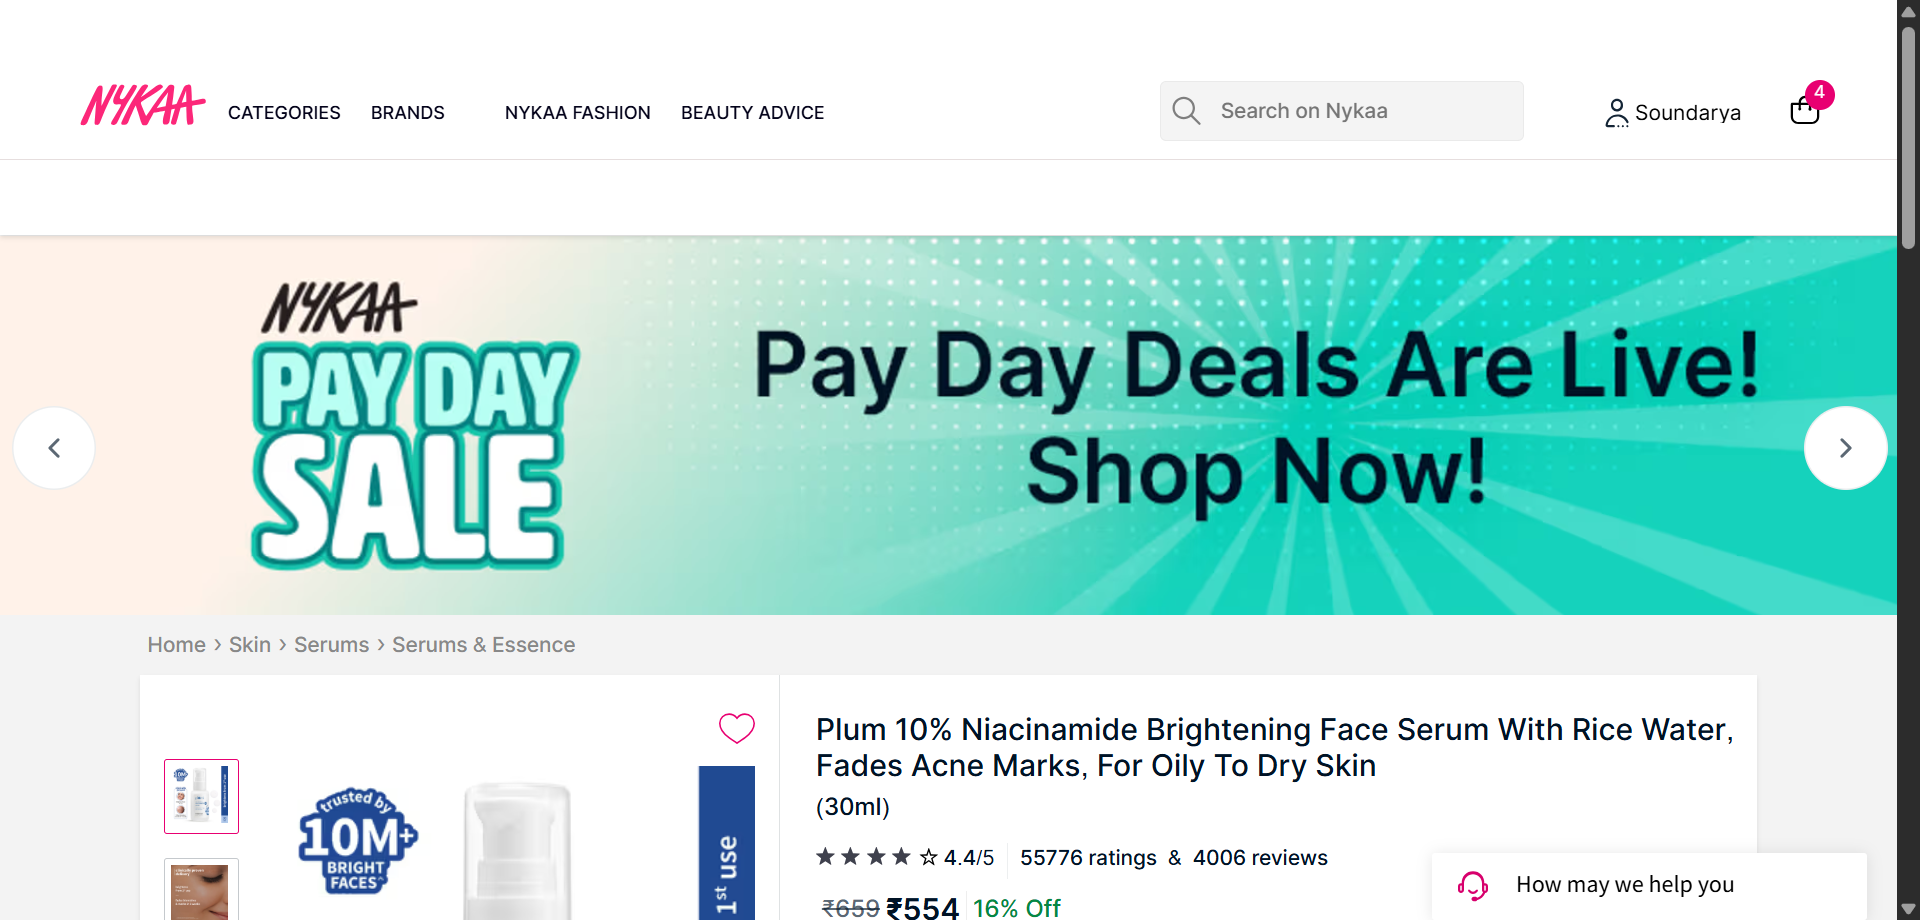 NYKAA
CATEGORIES
BRANDS
NYKAA FASHION
BEAUTY ADVICE
Search on Nykaa
Soundarya
4
NYKAA
PAY DAY
SALE
Pay Day Deals Are Live!
Shop Now!
Home › Skin › Serums › Serums & Essence
trusted by
10M+
BRIGHT
FACES
1st use
Plum 10% Niacinamide Brightening Face Serum With Rice Water,
Fades Acne Marks, For Oily To Dry Skin
(30ml)
4.4/5
55776 ratings & 4006 reviews
₹659 ₹554 16% Off
How may we help you